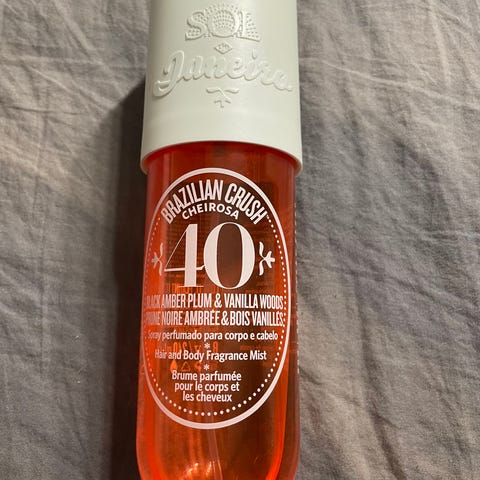 SOL
de
Janeiro
BRAZILIAN CRUSH
CHEIROSA
40
BLACK AMBER PLUM & VANILLA WOODS
PRUNE NOIRE AMBRÉE & BOIS VANILLÉS
Spray perfumado para corpo e cabelo
*
Hair and Body Fragrance Mist
*
Brume parfumée
pour le corps et
les cheveux